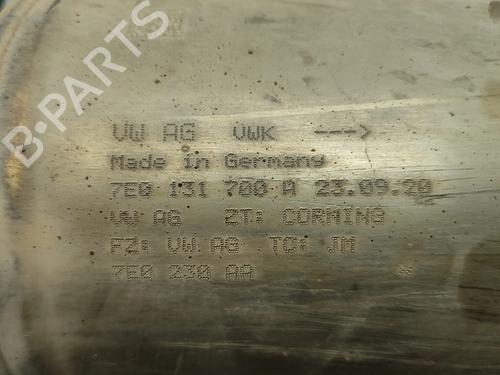 VW AG VWK --->
Made in Germany
7E0 131 700 A 23.09.20
VW AG ZT: CORNING
FZ: VW AG TC: JM
7E0 230 AA *
B-PARTS